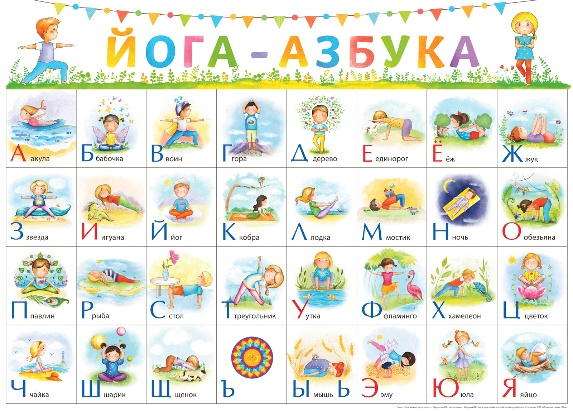 ЙОГА - АЗБУКА
А акула
Б бабочка
В воин
Г гора
Д дерево
Е единорог
Ё ёж
Ж жук
З звезда
И игуана
Й йог
К кобра
Л лодка
М мостик
Н ночь
О обезьяна
П павлин
Р рыба
С стол
Т треугольник
У утка
Ф фламинго
Х хамелеон
Ц цветок
Ч чайка
Ш шарик
Щ щенок
Ъ
Ы мышь Ь
Э эму
Ю юла
Я яйцо